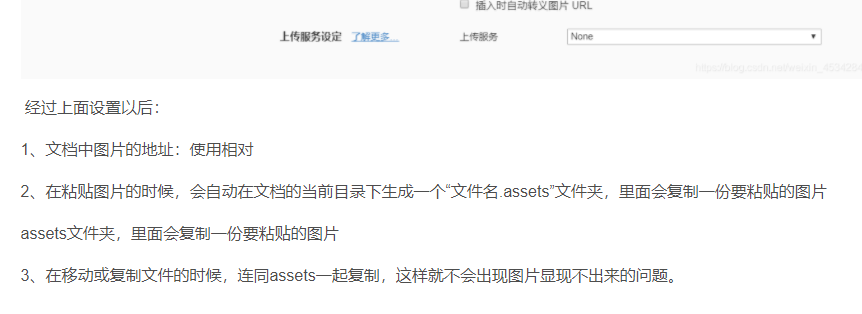 插入时自动转义图片 URL
上传服务设定 了解更多... 上传服务 None
经过上面设置以后：
1、文档中图片的地址：使用相对
2、在粘贴图片的时候，会自动在文档的当前目录下生成一个“文件名.assets”文件夹，里面会复制一份要粘贴的图片
assets文件夹，里面会复制一份要粘贴的图片
3、在移动或复制文件的时候，连同assets一起复制，这样就不会出现图片显现不出来的问题。